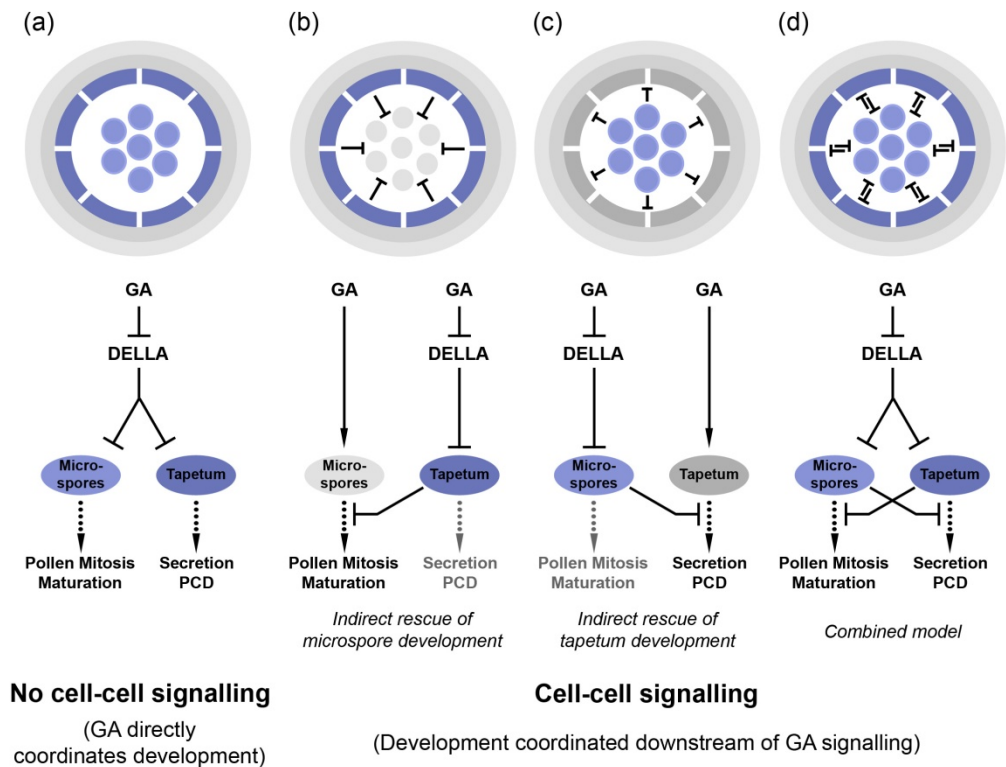 (a)
(b)
(c)
(d)
GA
DELLA
Micro-
spores
Tapetum
Pollen Mitosis
Maturation
Secretion
PCD
GA
GA
DELLA
Micro-
spores
Tapetum
Pollen Mitosis
Maturation
Secretion
PCD
Indirect rescue of
microspore development
GA
GA
DELLA
Micro-
spores
Tapetum
Pollen Mitosis
Maturation
Secretion
PCD
Indirect rescue of
tapetum development
GA
DELLA
Micro-
spores
Tapetum
Pollen Mitosis
Maturation
Secretion
PCD
Combined model
No cell-cell signalling
(GA directly
coordinates development)
Cell-cell signalling
(Development coordinated downstream of GA signalling)